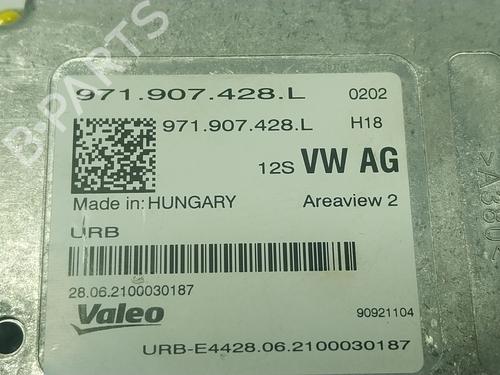 971.907.428.L 0202
971.907.428.L H18
12S VW AG
Made in: HUNGARY Areaview 2
URB
28.06.2100030187
Valeo 90921104
URB-E4428.06.2100030187
B-PARTS
>A380<